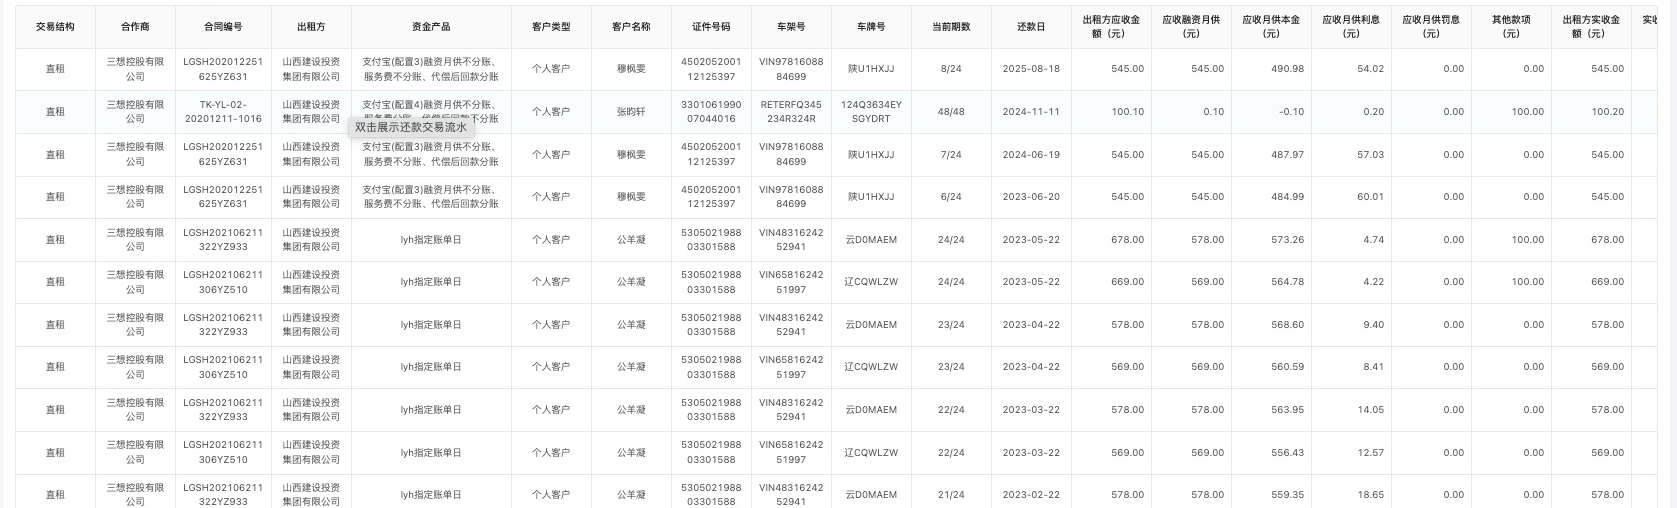 交易结构 合作商 合同编号 出租方 资金产品 客户类型 客户名称 证件号码 车架号 车牌号 当前期数 还款日 出租方应收金额（元） 应收融资月供（元） 应收月供本金（元） 应收月供利息（元） 应收月供罚息（元） 其他款项（元） 出租方实收金额（元）
直租 三想控股有限公司 LGSH202012251625YZ631 山西建设投资集团有限公司 支付宝(配置3)融资月供不分账、服务费不分账、代偿后回款分账 个人客户 穆枫雯 450205200112125397 VIN9781608884699 陕U1HXJJ 8/24 2025-08-18 545.00 545.00 490.98 54.02 0.00 0.00 545.00
直租 三想控股有限公司 TK-YL-02-20201211-1016 山西建设投资集团有限公司 支付宝(配置4)融资月供不分账、 个人客户 张昀轩 330106199007044016 RETERFQ345234R324R 124Q3634EYSGYDRT 48/48 2024-11-11 100.10 0.10 -0.10 0.20 0.00 100.00 100.20
双击展示还款交易流水
直租 三想控股有限公司 LGSH202012251625YZ631 山西建设投资集团有限公司 支付宝(配置3)融资月供不分账、服务费不分账、代偿后回款分账 个人客户 穆枫雯 450205200112125397 VIN9781608884699 陕U1HXJJ 7/24 2024-06-19 545.00 545.00 487.97 57.03 0.00 0.00 545.00
直租 三想控股有限公司 LGSH202012251625YZ631 山西建设投资集团有限公司 支付宝(配置3)融资月供不分账、服务费不分账、代偿后回款分账 个人客户 穆枫雯 450205200112125397 VIN9781608884699 陕U1HXJJ 6/24 2023-06-20 545.00 545.00 484.99 60.01 0.00 0.00 545.00
直租 三想控股有限公司 LGSH202106211322YZ933 山西建设投资集团有限公司 lyh指定账单日 个人客户 公羊凝 530502198803301588 VIN4831624252941 云D0MAEM 24/24 2023-05-22 678.00 578.00 573.26 4.74 0.00 100.00 678.00
直租 三想控股有限公司 LGSH202106211306YZ510 山西建设投资集团有限公司 lyh指定账单日 个人客户 公羊凝 530502198803301588 VIN6581624251997 辽CQWLZW 24/24 2023-05-22 669.00 569.00 564.78 4.22 0.00 100.00 669.00
直租 三想控股有限公司 LGSH202106211322YZ933 山西建设投资集团有限公司 lyh指定账单日 个人客户 公羊凝 530502198803301588 VIN4831624252941 云D0MAEM 23/24 2023-04-22 578.00 578.00 568.60 9.40 0.00 0.00 578.00
直租 三想控股有限公司 LGSH202106211306YZ510 山西建设投资集团有限公司 lyh指定账单日 个人客户 公羊凝 530502198803301588 VIN6581624251997 辽CQWLZW 23/24 2023-04-22 569.00 569.00 560.59 8.41 0.00 0.00 569.00
直租 三想控股有限公司 LGSH202106211322YZ933 山西建设投资集团有限公司 lyh指定账单日 个人客户 公羊凝 530502198803301588 VIN4831624252941 云D0MAEM 22/24 2023-03-22 578.00 578.00 563.95 14.05 0.00 0.00 578.00
直租 三想控股有限公司 LGSH202106211306YZ510 山西建设投资集团有限公司 lyh指定账单日 个人客户 公羊凝 530502198803301588 VIN6581624251997 辽CQWLZW 22/24 2023-03-22 569.00 569.00 556.43 12.57 0.00 0.00 569.00
直租 三想控股有限公司 LGSH202106211322YZ933 山西建设投资集团有限公司 lyh指定账单日 个人客户 公羊凝 530502198803301588 VIN4831624252941 云D0MAEM 21/24 2023-02-22 578.00 578.00 559.35 18.65 0.00 0.00 578.00